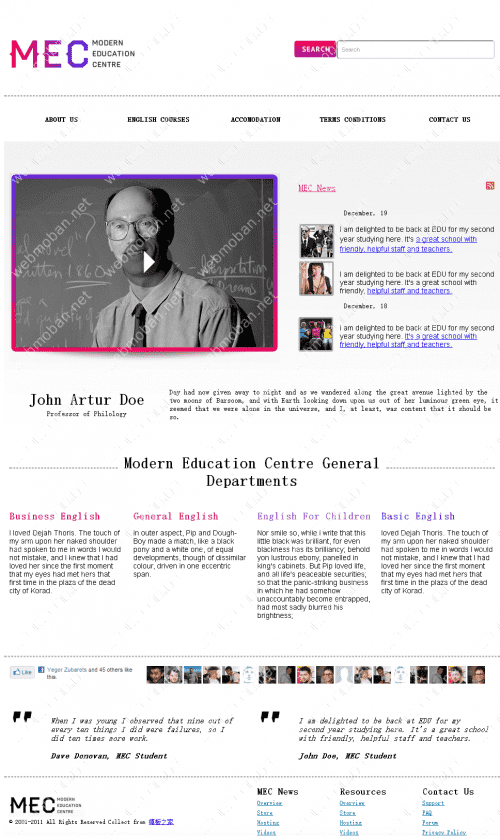 MEC MODERN
EDUCATION
CENTRE
SEARCH
Search
ABOUT US
ENGLISH COURSES
ACCOMODATION
TERMS CONDITIONS
CONTACT US
MEC News
December, 19
I am delighted to be back at EDU for my second
year studying here. It's a great school with
friendly, helpful staff and teachers.
I am delighted to be back at EDU for my second
year studying here. It's a great school with
friendly, helpful staff and teachers.
December, 18
I am delighted to be back at EDU for my second
year studying here. It's a great school with
friendly, helpful staff and teachers.
webmoban.net
John Artur Doe
Professor of Philology
Day had now given away to night and as we wandered along the great avenue lighted by the
two moons of Barsoom, and with Earth looking down upon us out of her luminous green eye, it
seemed that we were alone in the universe, and I, at least, was content that it should be
so.
Modern Education Centre General
Departments
Business English
I loved Dejah Thoris. The touch of
my arm upon her naked shoulder
had spoken to me in words I would
not mistake, and I knew that I had
loved her since the first moment
that my eyes had met hers that
first time in the plaza of the dead
city of Korad.
General English
In outer aspect, Pip and Dough-
Boy made a match, like a black
pony and a white one, of equal
developments, though of dissimilar
colour, driven in one eccentric
span.
English For Children
Nor smile so, while I write that this
little black was brilliant, for even
blackness has its brilliancy; behold
yon lustrous ebony, panelled in
king's cabinets. But Pip loved life,
and all life's peaceable securities;
so that the panic-striking business
in which he had somehow
unaccountably become entrapped,
had most sadly blurred his
brightness;
Basic English
loved Dejah Thoris. The touch of
my arm upon her naked shoulder
had spoken to me in words I would
not mistake, and I knew that I had
loved her since the first moment
that my eyes had met hers that
first time in the plaza of the dead
city of Korad.
Like
Yegor Zubarets and 45 others like
this.
When I was young I observed that nine out of
every ten things I did were failures, so I
did ten times more work.
Dave Donovan, MEC Student
I am delighted to be back at EDU for my
second year studying here. It's a great school
with friendly, helpful staff and teachers.
John Doe, MEC Student
MEC MODERN
EDUCATION
CENTRE
© 2001-2011 All Rights Reserved Collect from 模板之家
MEC News
Overview
Store
Hosting
Videos
Resources
Overview
Store
Hosting
Videos
Contact Us
Support
FAQ
Forum
Privacy Policy